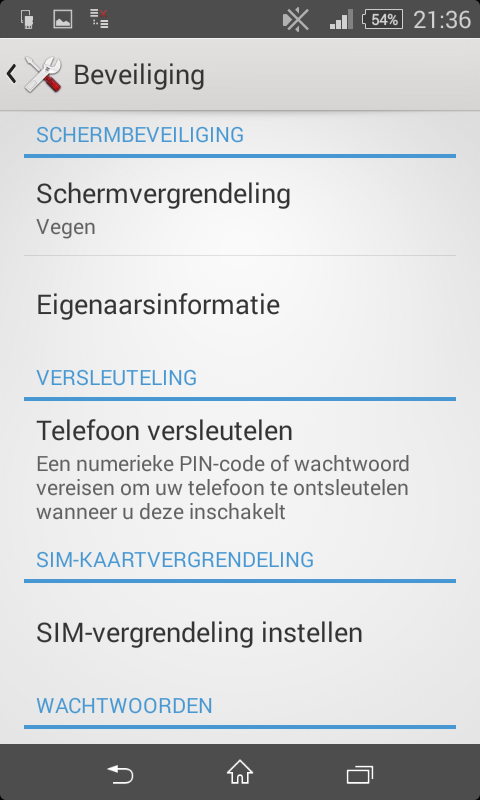 54% 21:36
Beveiliging
SCHERMBEVEILIGING
Schermvergrendeling
Vegen
Eigenaarsinformatie
VERSLEUTELING
Telefoon versleutelen
Een numerieke PIN-code of wachtwoord
vereisen om uw telefoon te ontsleutelen
wanneer u deze inschakelt
SIM-KAARTVERGRENDELING
SIM-vergrendeling instellen
WACHTWOORDEN